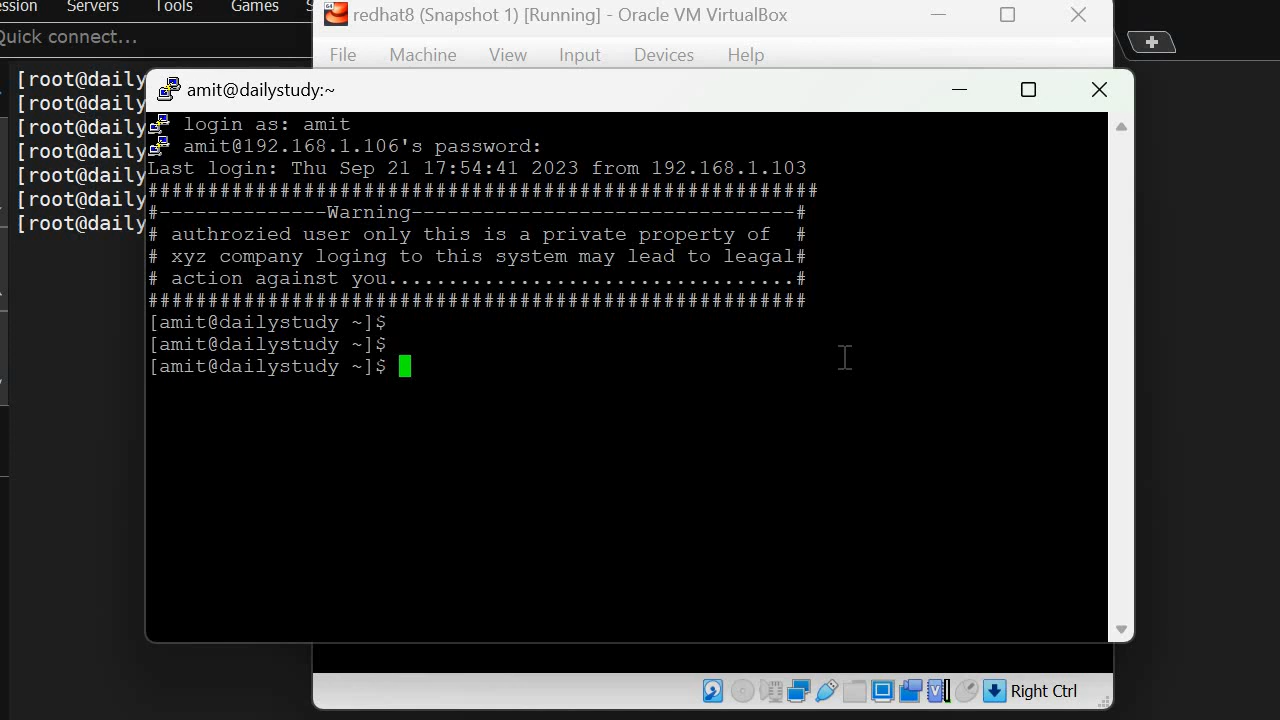 ession Servers Tools Games S
Quick connect...
redhat8 (Snapshot 1) [Running] - Oracle VM VirtualBox
File Machine View Input Devices Help
[root@daily
[root@daily
[root@daily
[root@daily
[root@daily
[root@daily
[root@daily
amit@dailystudy:~
login as: amit
amit@192.168.1.106's password:
Last login: Thu Sep 21 17:54:41 2023 from 192.168.1.103
########################################################
#--------------Warning--------------------------------#
# authrozied user only this is a private property of  #
# xyz company loging to this system may lead to leagal#
# action against you..................................#
#######################################################
[amit@dailystudy ~]$
[amit@dailystudy ~]$
[amit@dailystudy ~]$
Right Ctrl